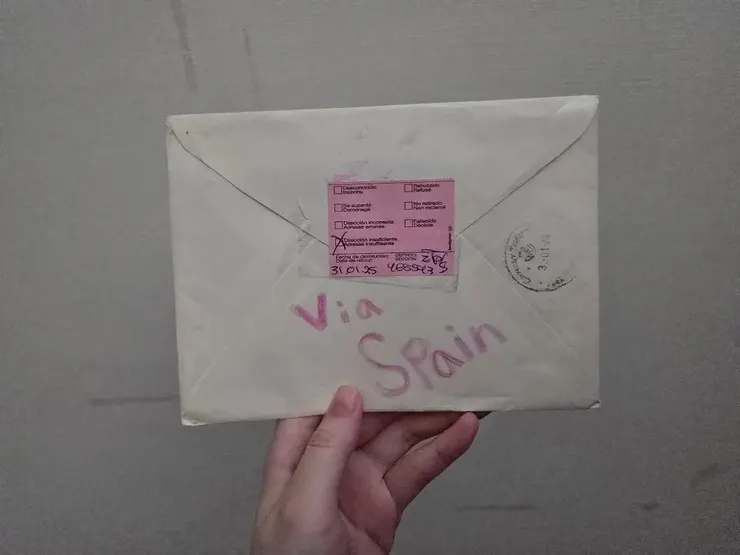 Desconocido
Inconnu
Rehusado
Refusé
Se ausentó
Déménagé
No retirado
Non réclamé
Dirección incorrecta
Adresse erronée
Fallecido
Décédé
Dirección insuficiente
Adresse insuffisante
Fecha de devolución:
Date de retour:
31.01.25
Via
Spain